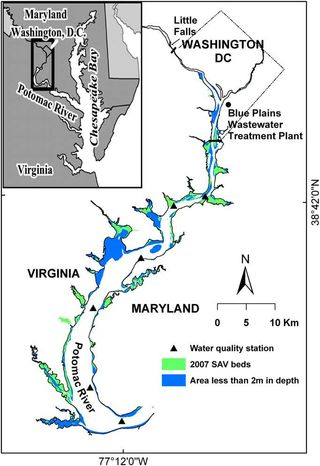 Maryland
Washington, D.C.
Potomac River
Chesapeake Bay
Virginia
Little
Falls
WASHINGTON
DC
Blue Plains
Wastewater
Treatment Plant
38°42'0"N
VIRGINIA
MARYLAND
N
0 5 10 Km
Potomac River
Water quality station
2007 SAV beds
Area less than 2m in depth
77°12'0"W